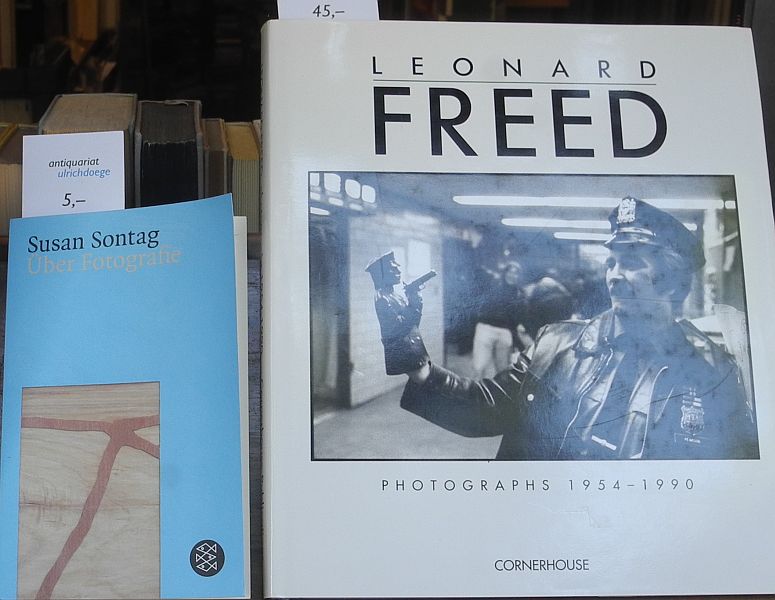 45,–
LEONARD
FREED
PHOTOGRAPHS 1954–1990
CORNERHOUSE
antiquariat
ulrichdoege
5,–
Susan Sontag
Über Fotografie